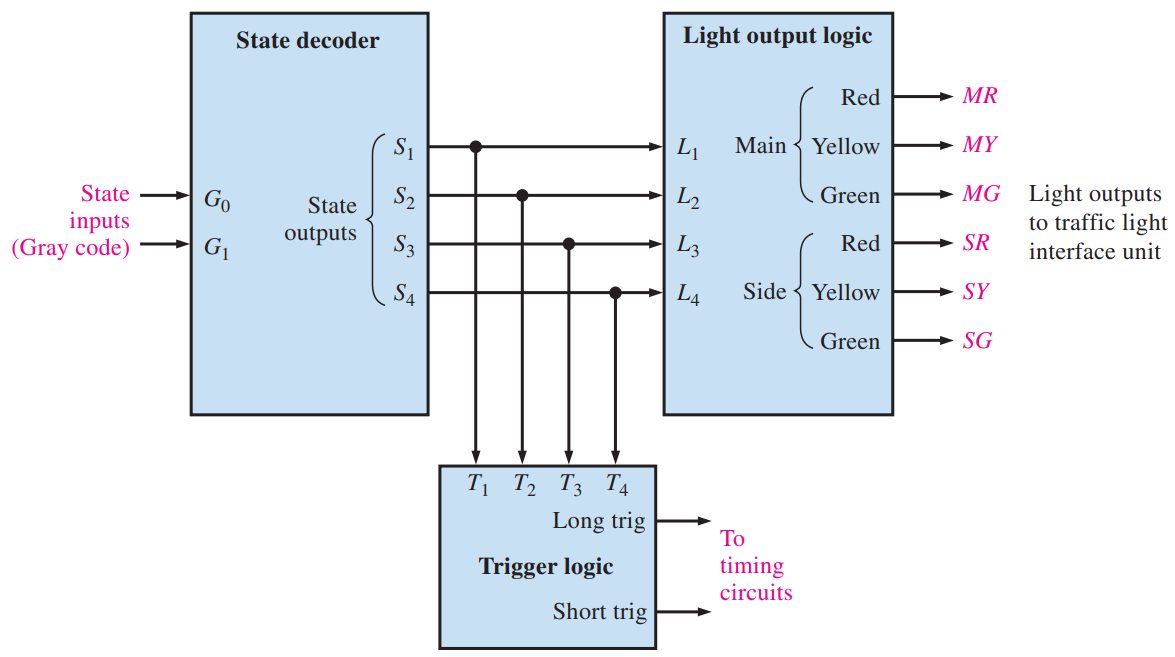 State decoder
Light output logic
State
inputs
(Gray code)
G0
G1
State
outputs
S1
S2
S3
S4
L1
L2
L3
L4
Main
Red
Yellow
Green
Side
Red
Yellow
Green
MR
MY
MG
SR
SY
SG
Light outputs
to traffic light
interface unit
T1 T2 T3 T4
Long trig
Trigger logic
Short trig
To
timing
circuits